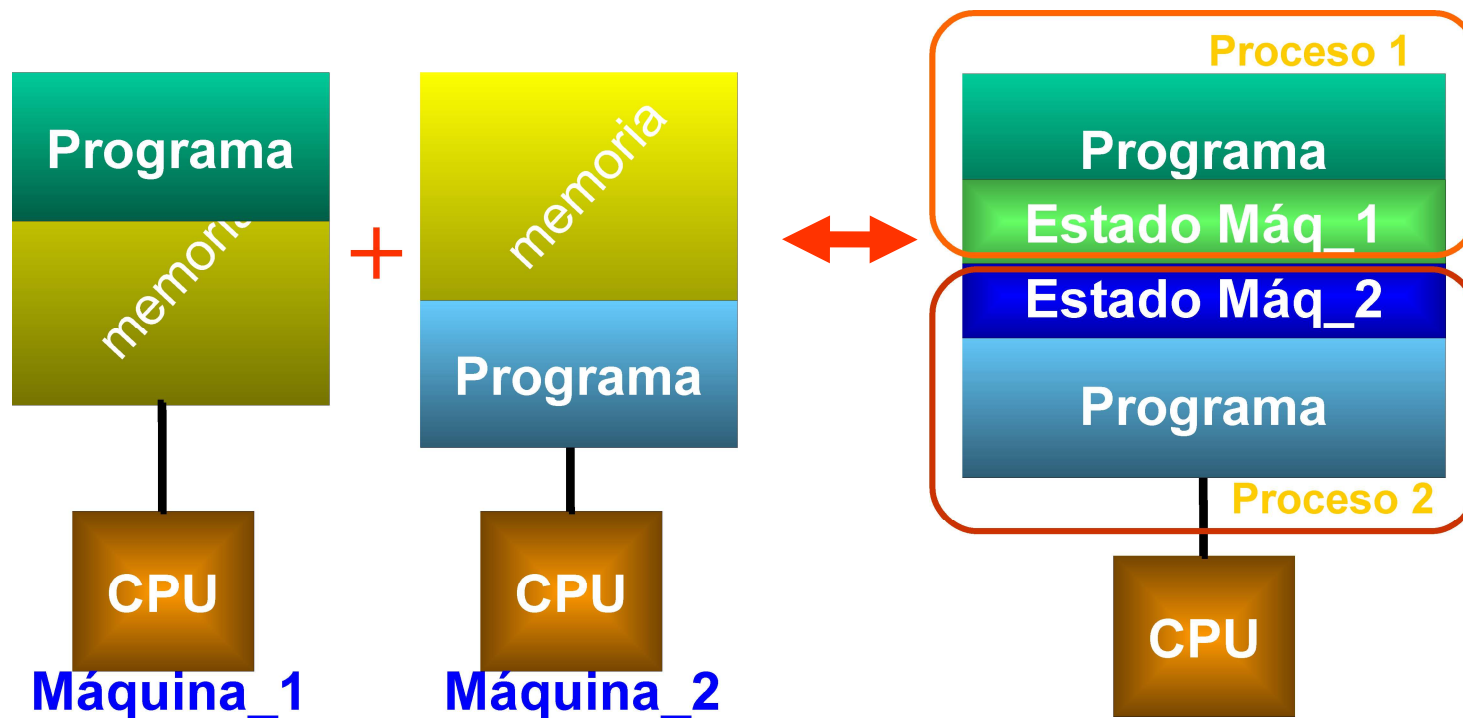 Programa
memoria
CPU
Máquina_1
+
memoria
Programa
CPU
Máquina_2
Proceso 1
Programa
Estado Máq_1
Estado Máq_2
Programa
Proceso 2
CPU